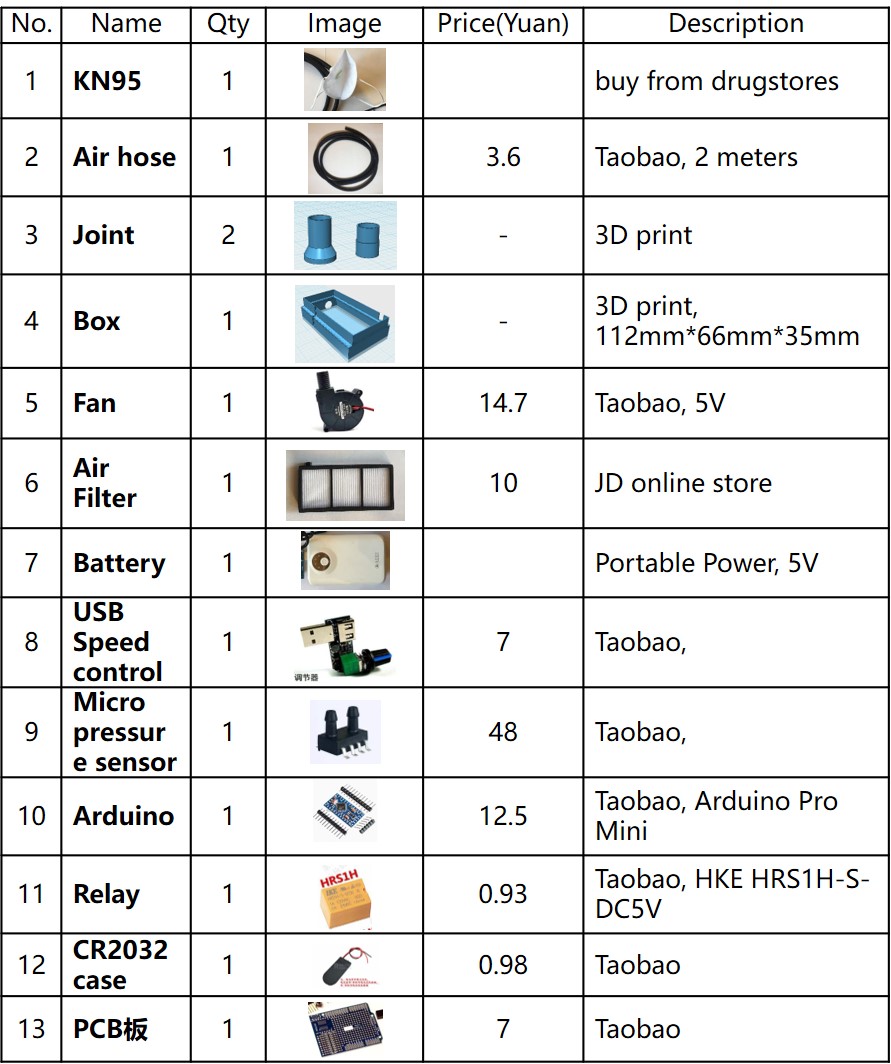 No. Name Qty Image Price(Yuan) Description
1 KN95 1 buy from drugstores
2 Air hose 1 3.6 Taobao, 2 meters
3 Joint 2 - 3D print
4 Box 1 - 3D print,
112mm*66mm*35mm
5 Fan 1 14.7 Taobao, 5V
6 Air
Filter 1 10 JD online store
7 Battery 1 Portable Power, 5V
8 USB
Speed
control 1 7 Taobao,
调节器
9 Micro
pressur
e sensor 1 48 Taobao,
10 Arduino 1 12.5 Taobao, Arduino Pro
Mini
11 Relay 1 0.93 Taobao, HKE HRS1H-S-
DC5V
HRS1H
12 CR2032
case 1 0.98 Taobao
13 PCB板 1 7 Taobao